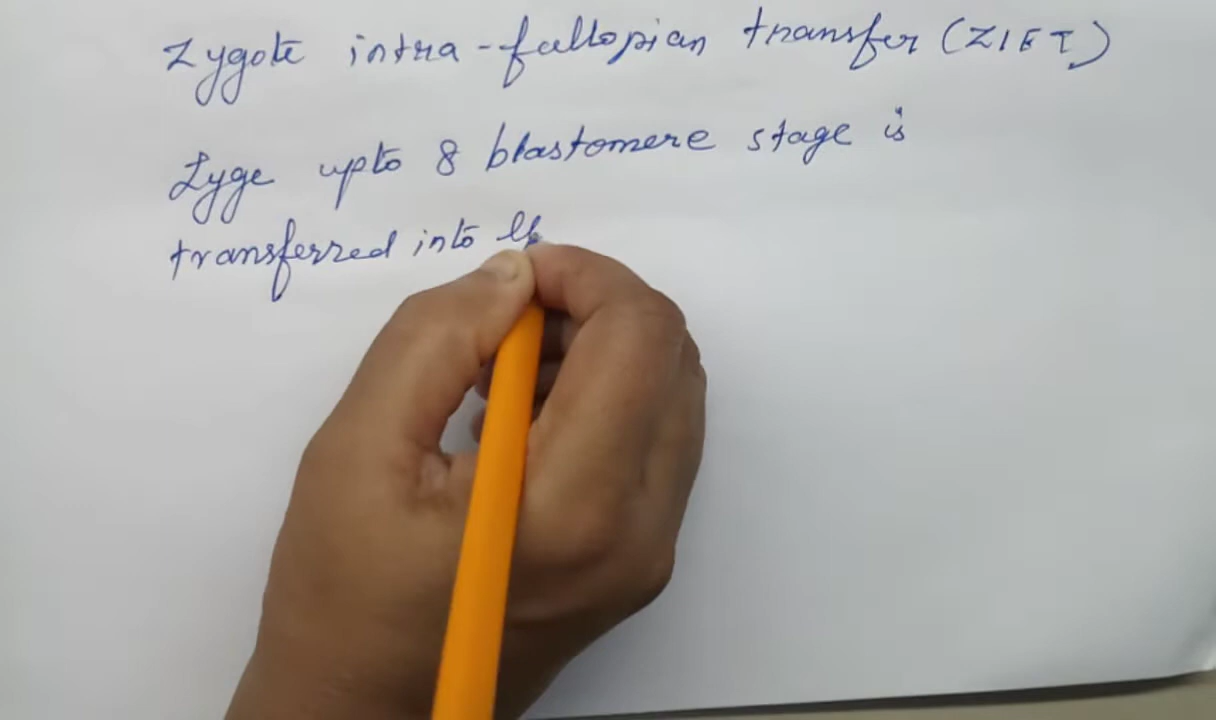 Zygote intra-fallopian transfer (ZIFT)
Zyge upto 8 blastomere stage is
transferred into